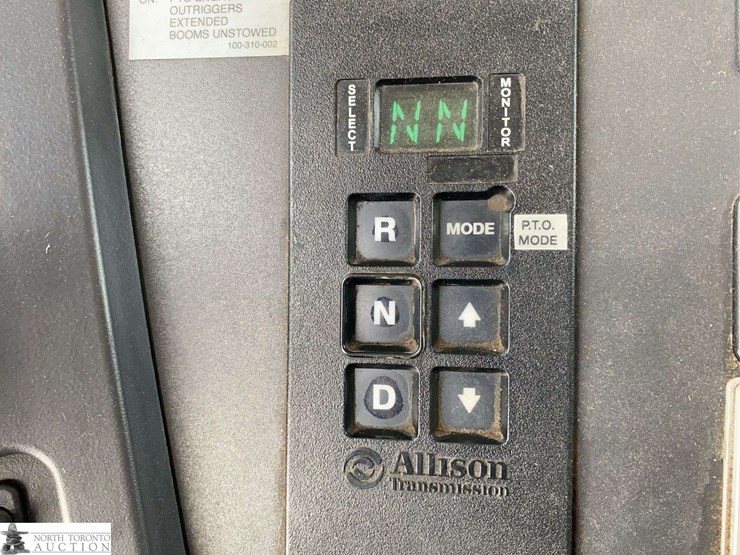 OUTRIGGERS
EXTENDED
BOOMS UNSTOWED
100-310-002
SELECT
NN
MONITOR
R
MODE
P.T.O.
MODE
N
D
Allison
Transmission
NORTH TORONTO
AUCTION